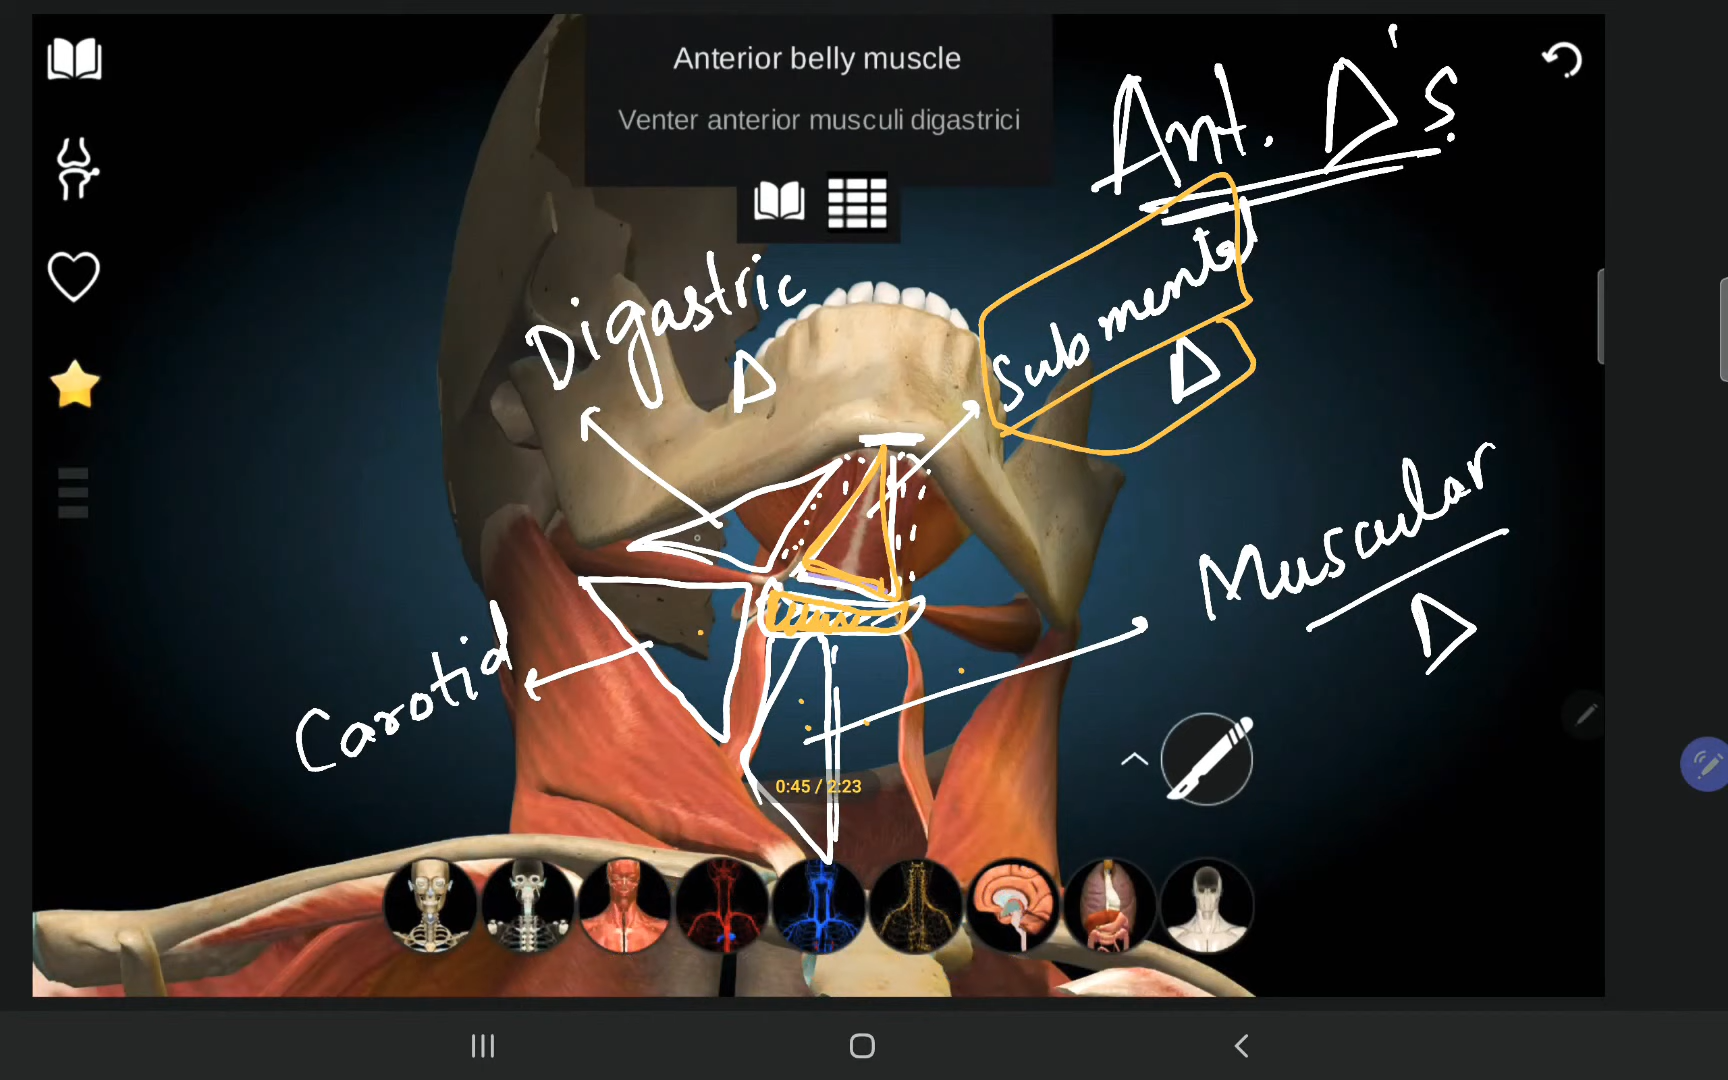 Anterior belly muscle
Venter anterior musculi digastrici
Ant. Δ's
Digastric
Δ
Submental
Δ
Muscular
Δ
Carotid
0:45 / 2:23